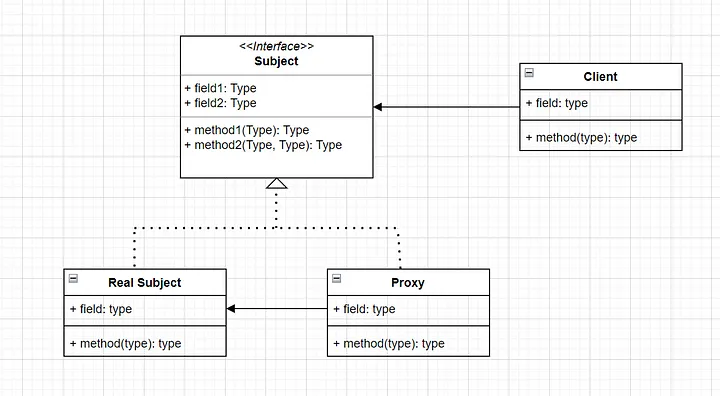 <<Interface>>
Subject
+ field1: Type
+ field2: Type
+ method1(Type): Type
+ method2(Type, Type): Type
Client
+ field: type
+ method(type): type
Real Subject
+ field: type
+ method(type): type
Proxy
+ field: type
+ method(type): type